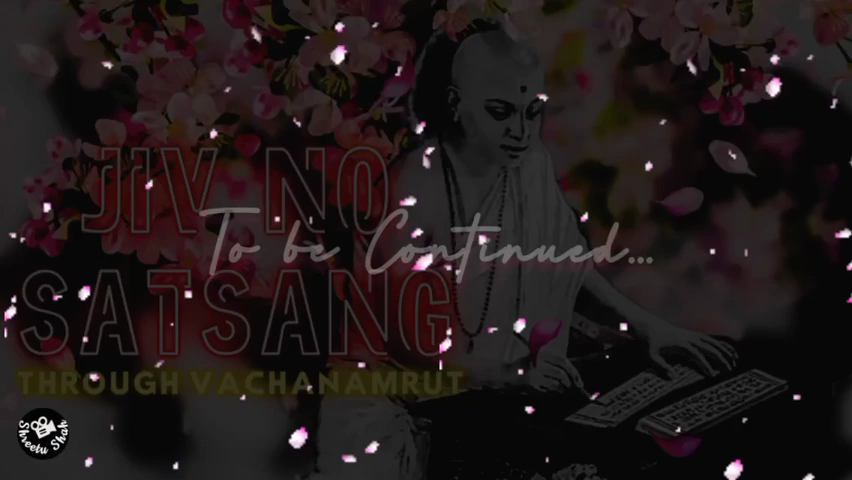 JIV NO
To be Continued...
SATSANG
THROUGH VACHANAMRUT
Shreetu Shah